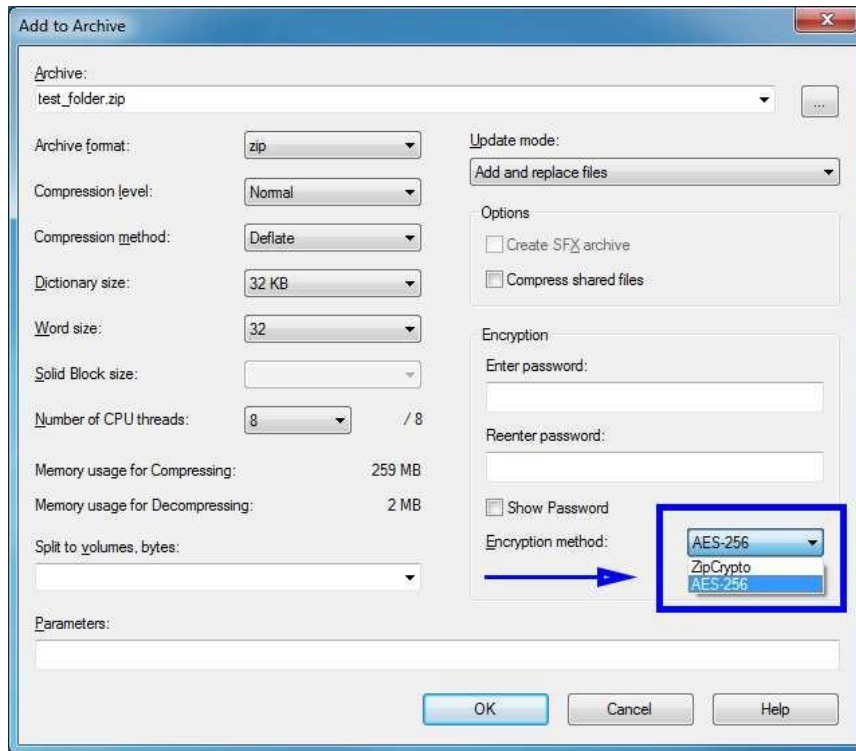 Add to Archive
Archive:
test_folder.zip
...
Archive format:
zip
Update mode:
Add and replace files
Compression level:
Normal
Options
Create SFX archive
Compress shared files
Compression method:
Deflate
Dictionary size:
32 KB
Word size:
32
Solid Block size:
Number of CPU threads:
8
/ 8
Memory usage for Compressing:
259 MB
Memory usage for Decompressing:
2 MB
Split to volumes, bytes:
Encryption
Enter password:
Reenter password:
Show Password
Encryption method:
AES-256
ZipCrypto
AES-256
Parameters:
OK
Cancel
Help